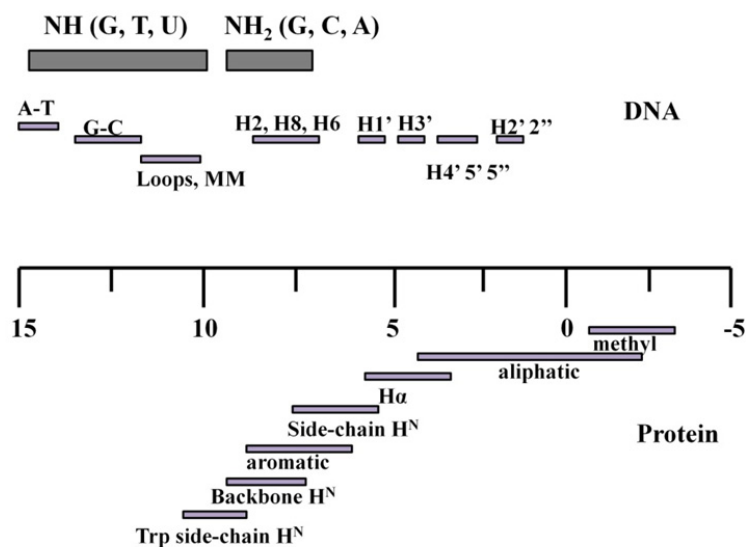 NH (G, T, U) NH₂ (G, C, A)
A-T
G-C H2, H8, H6 H1’ H3’ H2’ 2” DNA
Loops, MM H4’ 5’ 5”
15 10 5 0 -5
methyl
aliphatic
Hα
Side-chain Hᴺ Protein
aromatic
Backbone Hᴺ
Trp side-chain Hᴺ